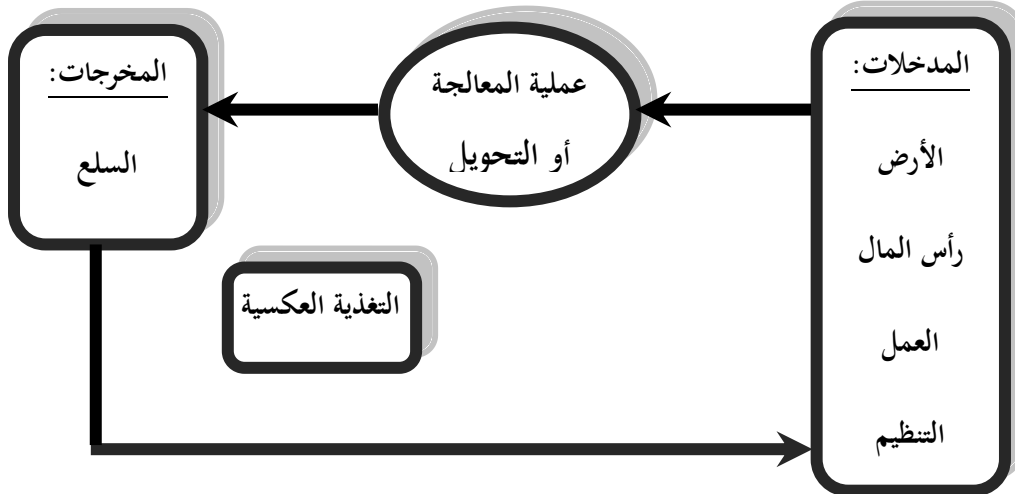 المدخلات:
الأرض
رأس المال
العمل
التنظيم
عملية المعالجة
أو التحويل
المخرجات:
السلع
التغذية العكسية